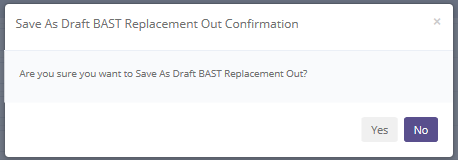 Save As Draft BAST Replacement Out Confirmation ×
Are you sure you want to Save As Draft BAST Replacement Out?
Yes No